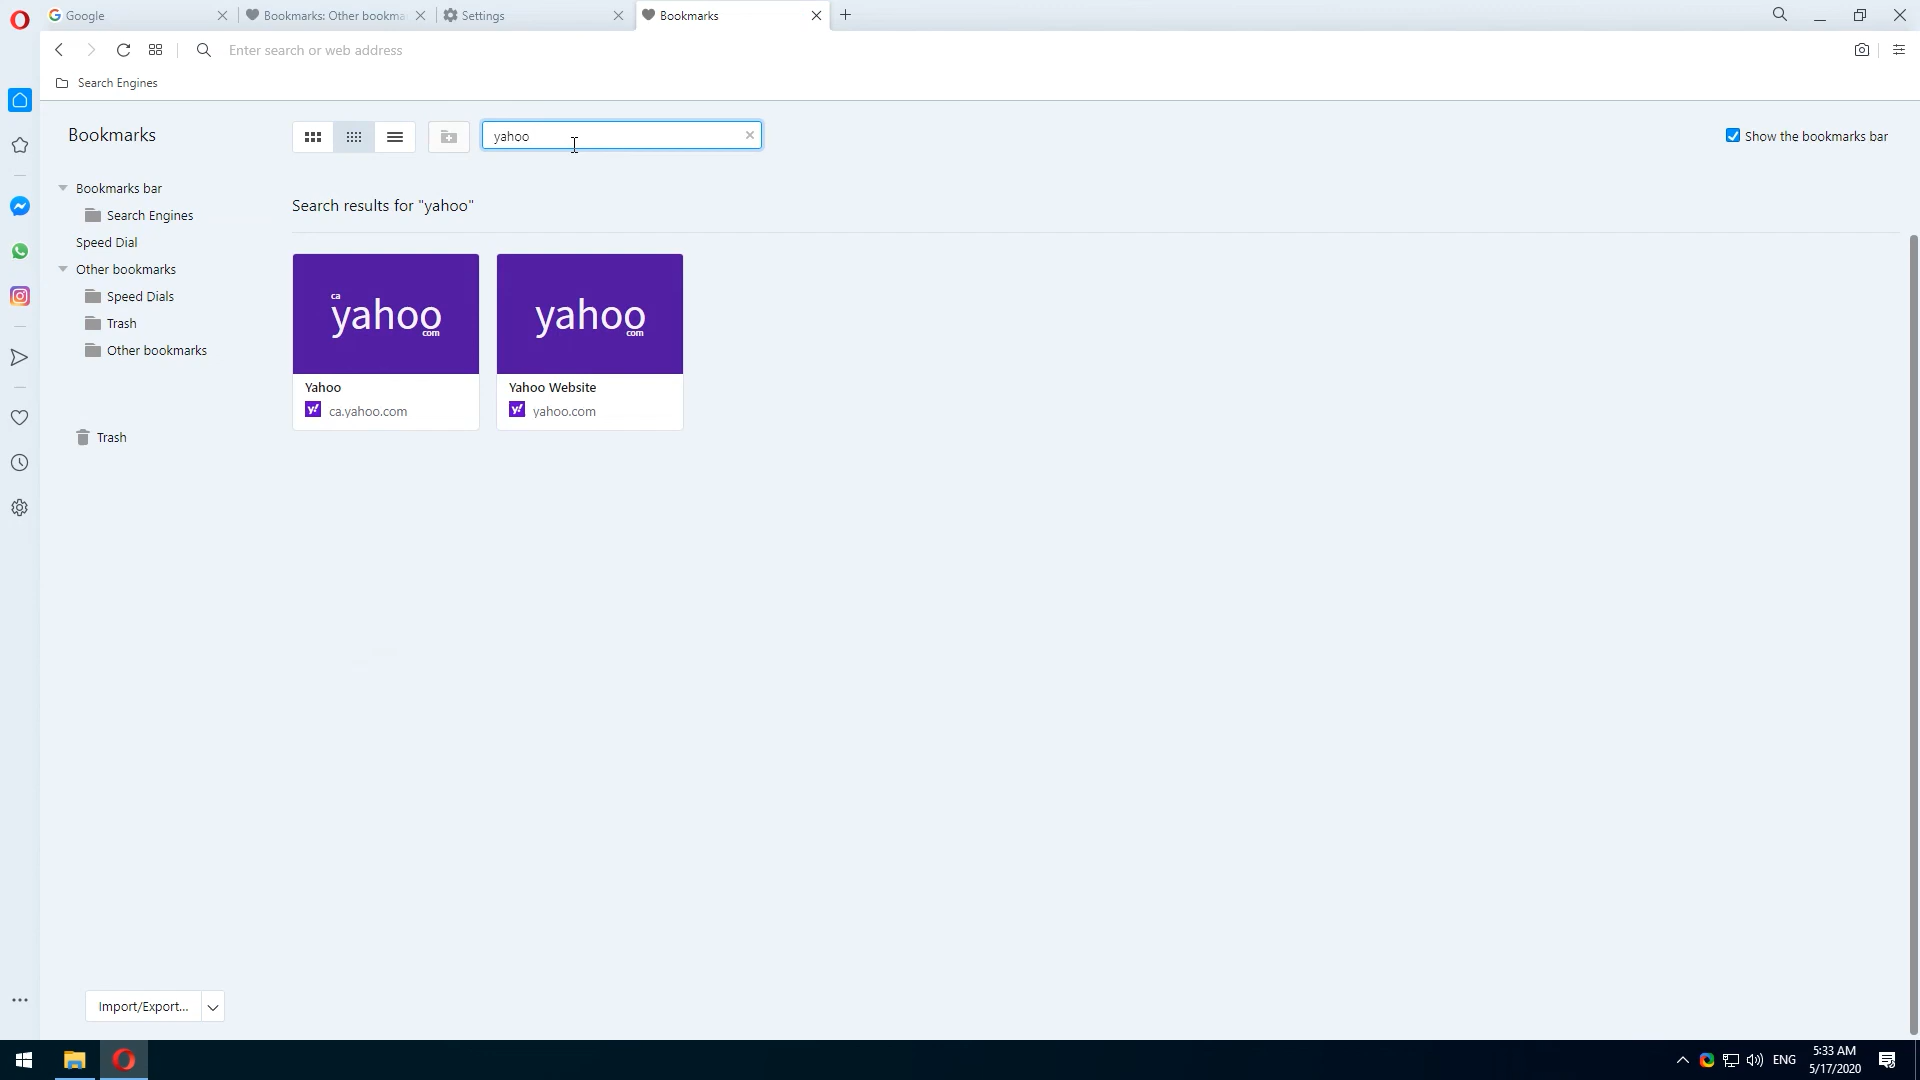 Google
Bookmarks: Other bookma
Settings
Bookmarks
Enter search or web address
Search Engines
Bookmarks
yahoo
Show the bookmarks bar
Bookmarks bar
Search Engines
Speed Dial
Other bookmarks
Speed Dials
Trash
Other bookmarks
Trash
Search results for "yahoo"
ca
yahoo
com
Yahoo
y!
ca.yahoo.com
yahoo
com
Yahoo Website
y!
yahoo.com
Import/Export...
ENG
5:33 AM
5/17/2020